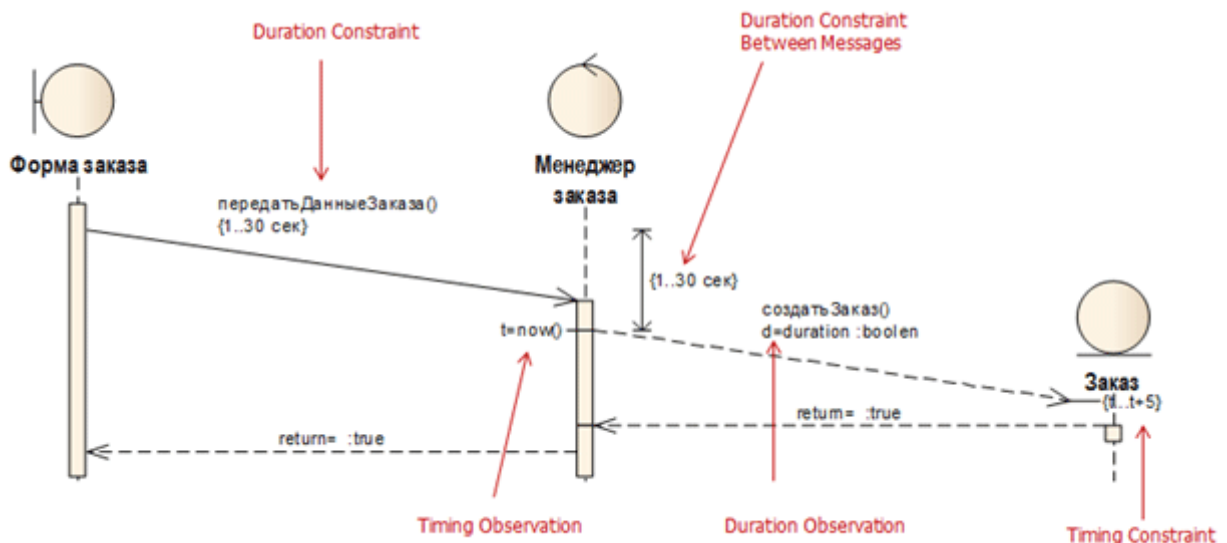 Duration Constraint
Duration Constraint
Between Messages
Форма заказа
Менеджер
заказа
передатьДанныеЗаказа()
{1..30 сек}
{1..30 сек}
t=now()
создатьЗаказ()
d=duration :boolen
Заказ
{t..t+5}
return= :true
return= :true
Timing Observation
Duration Observation
Timing Constraint